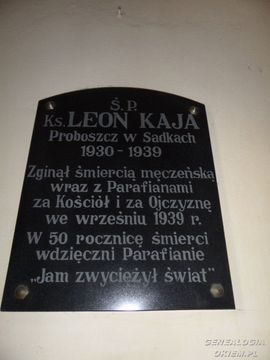 Ś. P.
Ks. LEON KAJA
Proboszcz w Sadkach
1930 - 1939
Zginął śmiercią męczeńską
wraz z Parafianami
za Kościół i za Ojczyznę
we wrześniu 1939 r.
W 50 rocznicę śmierci
wdzięczni Parafianie
„Jam zwyciężył świat"
GENEALOGIA
OKIEM.PL